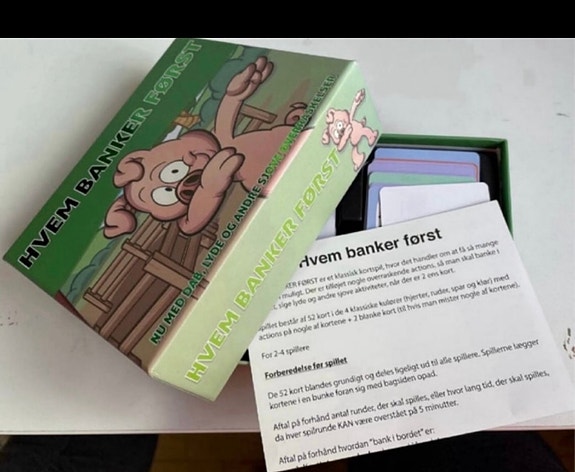 HVEM BANKER FØRST
NU MED DAB, LYDE OG ANDRE SJOVE
HVEM BANKER FØRST
Hvem banker først
FØRST er et klassisk kortspil, hvor det handler om at få så mange
muligt. Der er tilføjet nogle overraskende actions, så man skal banke i
sige lyde og andre sjove aktiviteter, når der er 2 ens kort.
Spillet består af 52 kort i de 4 klassiske kulører (hjerter, ruder, spar og klør) med
actions på nogle af kortene + 2 blanke kort (til hvis man mister nogle af kortene).
For 2-4 spillere
Forberedelse før spillet
De 52 kort blandes grundigt og deles ligeligt ud til alle spillere. Spillerne lægger
kortene i en bunke foran sig med bagsiden opad.
Aftal på forhånd antal runder, der skal spilles, eller hvor lang tid, der skal spilles,
da hver spilrunde KAN være overstået på 5 minutter.
Aftal på forhånd hvordan "bank i bordet" er: